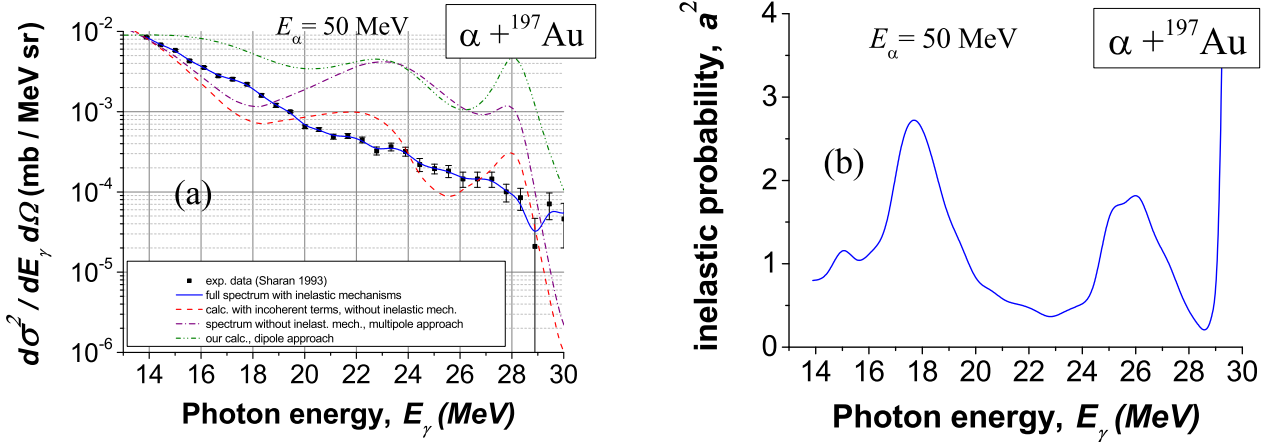 10⁻²
10⁻³
10⁻⁴
10⁻⁵
10⁻⁶
dσ² / dE_γ dΩ (mb / MeV sr)
E_α = 50 MeV
α + ¹⁹⁷Au
(a)
exp. data (Sharan 1993)
full spectrum with inelastic mechanisms
calc. with incoherent terms, without inelastic mech.
spectrum without inelast. mech., multipole approach
our calc., dipole approach
14 16 18 20 22 24 26 28 30
Photon energy, E_γ (MeV)
4
3
2
1
0
inelastic probability, a²
E_α = 50 MeV
α + ¹⁹⁷Au
(b)
14 16 18 20 22 24 26 28 30
Photon energy, E_γ (MeV)